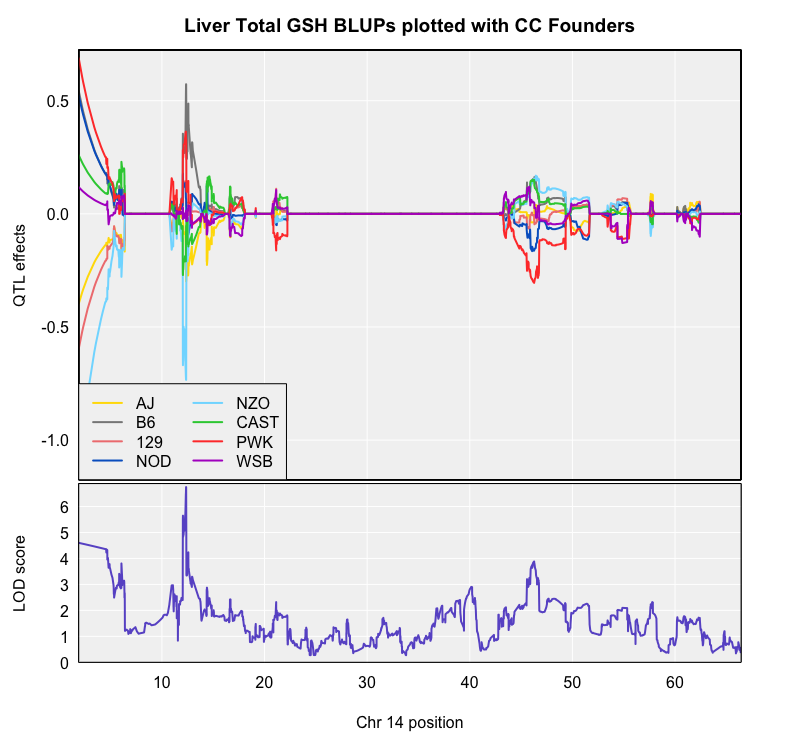 Liver Total GSH BLUPs plotted with CC Founders
QTL effects
0.5
0.0
-0.5
-1.0
AJ NZO
B6 CAST
129 PWK
NOD WSB
LOD score
6
5
4
3
2
1
0
10 20 30 40 50 60
Chr 14 position